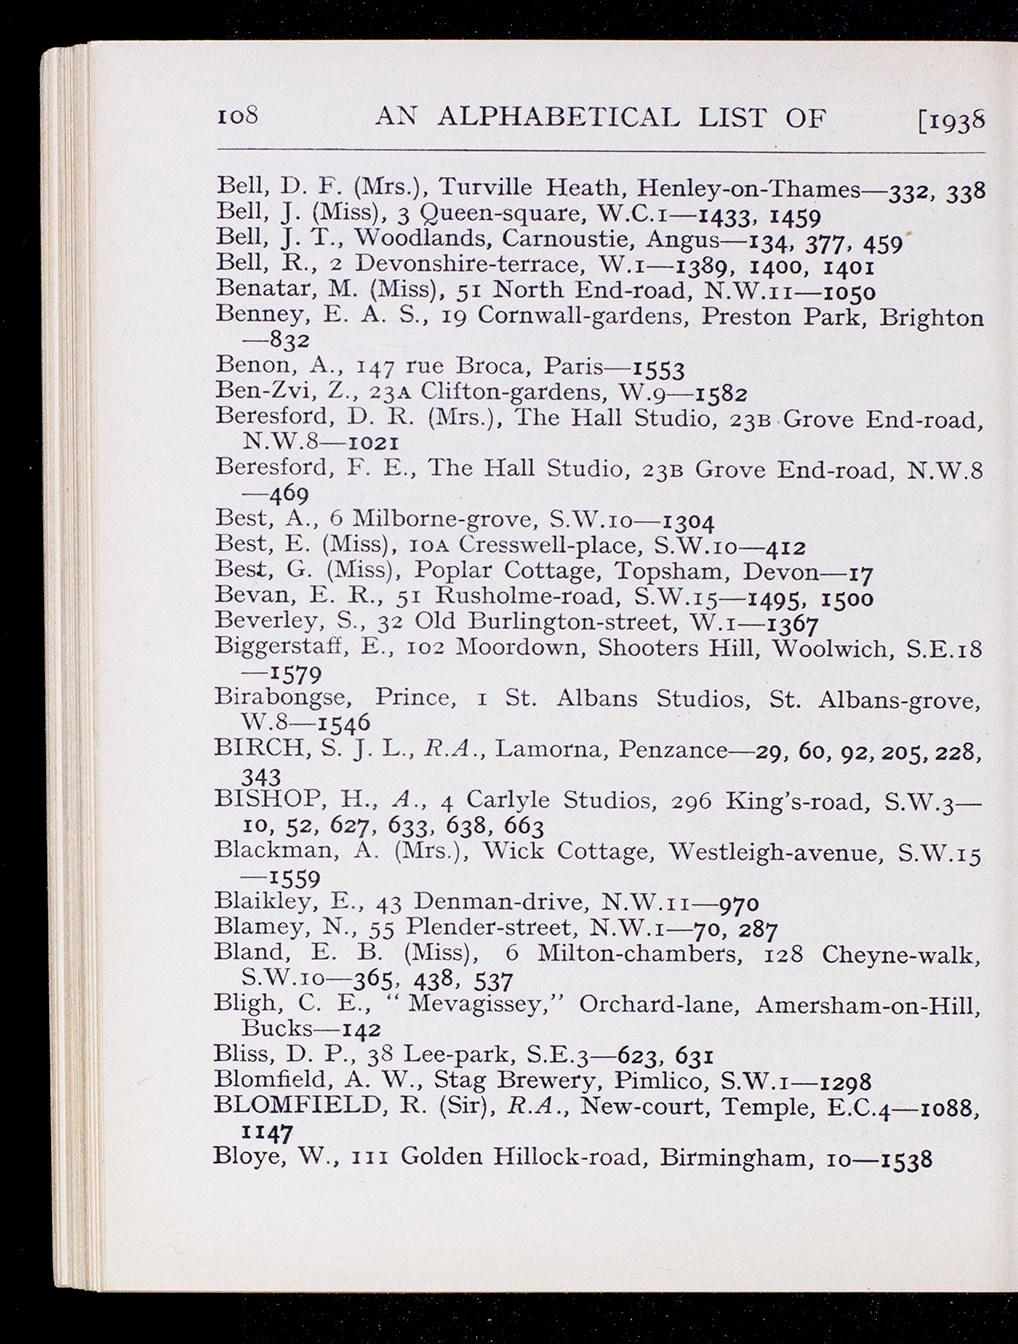 108 AN ALPHABETICAL LIST OF [1938
Bell, D. F. (Mrs.), Turville Heath, Henley-on-Thames—332, 338
Bell, J. (Miss), 3 Queen-square, W.C.1—1433, 1459
Bell, J. T., Woodlands, Carnoustie, Angus—134, 377, 459
Bell, R., 2 Devonshire-terrace, W.1—1389, 1400, 1401
Benatar, M. (Miss), 51 North End-road, N.W.11—1050
Benney, E. A. S., 19 Cornwall-gardens, Preston Park, Brighton
—832
Benon, A., 147 rue Broca, Paris—1553
Ben-Zvi, Z., 23A Clifton-gardens, W.9—1582
Beresford, D. R. (Mrs.), The Hall Studio, 23B Grove End-road,
N.W.8—1021
Beresford, F. E., The Hall Studio, 23B Grove End-road, N.W.8
—469
Best, A., 6 Milborne-grove, S.W.10—1304
Best, E. (Miss), 10A Cresswell-place, S.W.10—412
Best, G. (Miss), Poplar Cottage, Topsham, Devon—17
Bevan, E. R., 51 Rusholme-road, S.W.15—1495, 1500
Beverley, S., 32 Old Burlington-street, W.1—1367
Biggerstaff, E., 102 Moordown, Shooters Hill, Woolwich, S.E.18
—1579
Birabongse, Prince, 1 St. Albans Studios, St. Albans-grove,
W.8—1546
BIRCH, S. J. L., R.A., Lamorna, Penzance—29, 60, 92, 205, 228,
343
BISHOP, H., A., 4 Carlyle Studios, 296 King's-road, S.W.3—
10, 52, 627, 633, 638, 663
Blackman, A. (Mrs.), Wick Cottage, Westleigh-avenue, S.W.15
—1559
Blaikley, E., 43 Denman-drive, N.W.11—970
Blamey, N., 55 Plender-street, N.W.1—70, 287
Bland, E. B. (Miss), 6 Milton-chambers, 128 Cheyne-walk,
S.W.10—365, 438, 537
Bligh, C. E., “ Mevagissey,” Orchard-lane, Amersham-on-Hill,
Bucks—142
Bliss, D. P., 38 Lee-park, S.E.3—623, 631
Blomfield, A. W., Stag Brewery, Pimlico, S.W.1—1298
BLOMFIELD, R. (Sir), R.A., New-court, Temple, E.C.4—1088,
1147
Bloye, W., 111 Golden Hillock-road, Birmingham, 10—1538